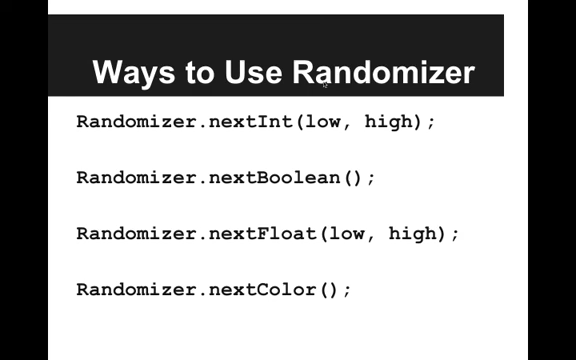 Ways to Use Randomizer
Randomizer.nextInt(low, high);
Randomizer.nextBoolean();
Randomizer.nextFloat(low, high);
Randomizer.nextColor();